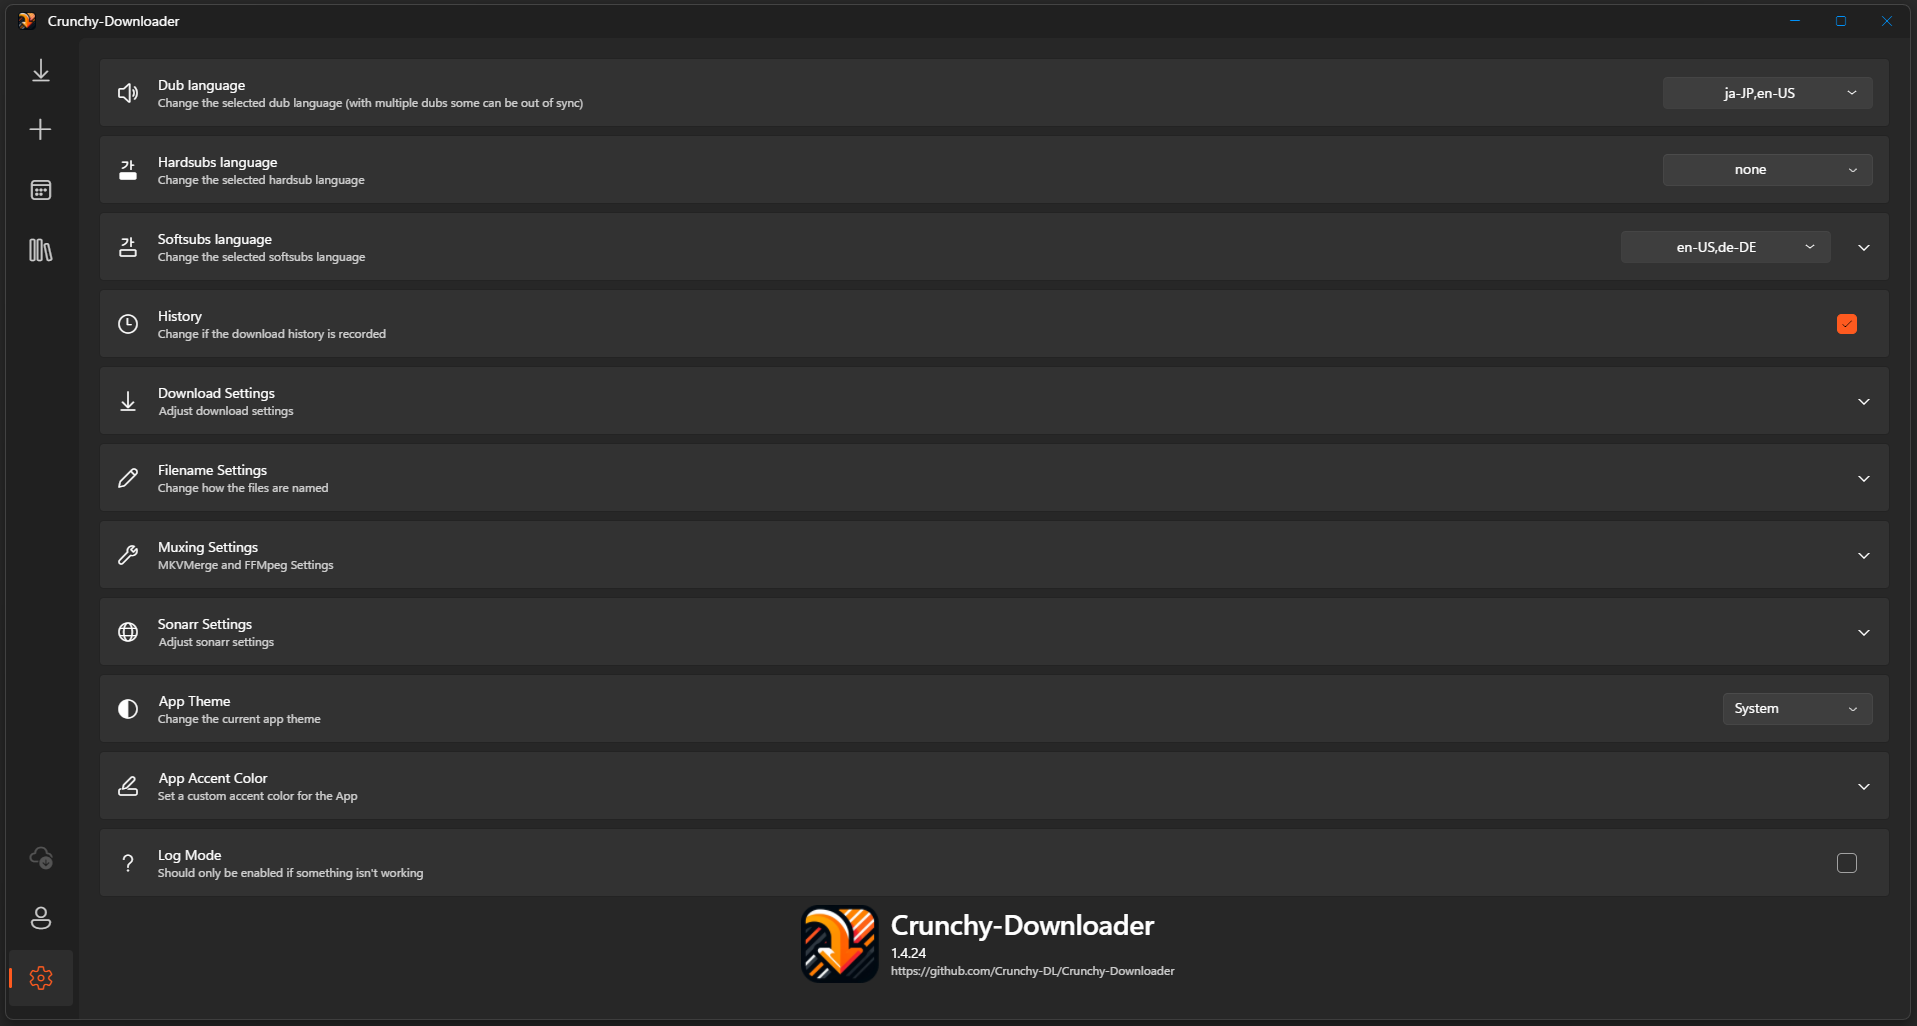 Crunchy-Downloader
Dub language
Change the selected dub language (with multiple dubs some can be out of sync)
ja-JP,en-US
Hardsubs language
Change the selected hardsub language
none
Softsubs language
Change the selected softsubs language
en-US,de-DE
History
Change if the download history is recorded
Download Settings
Adjust download settings
Filename Settings
Change how the files are named
Muxing Settings
MKVMerge and FFMpeg Settings
Sonarr Settings
Adjust sonarr settings
App Theme
Change the current app theme
System
App Accent Color
Set a custom accent color for the App
Log Mode
Should only be enabled if something isn't working
Crunchy-Downloader
1.4.24
https://github.com/Crunchy-DL/Crunchy-Downloader